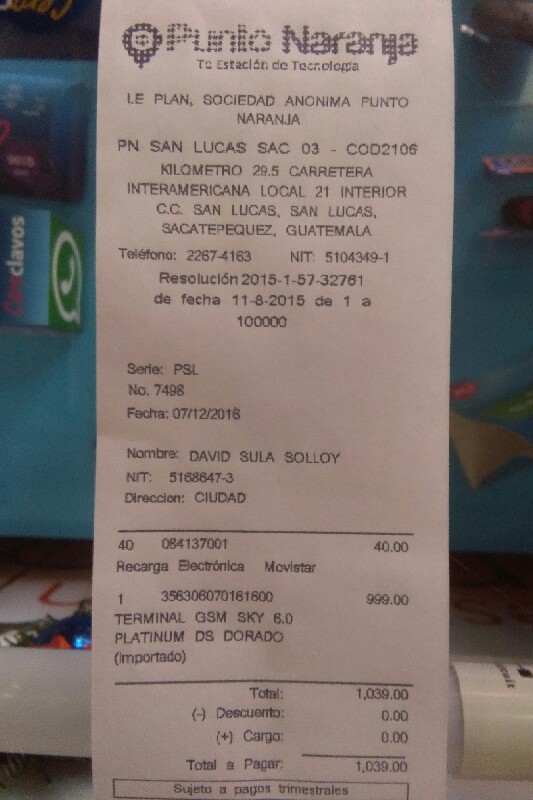 Punto Naranja
Tu Estación de Tecnología
I.E PLAN, SOCIEDAD ANONIMA PUNTO
NARANJA
PN SAN LUCAS SAC 03 - COD2106
KILOMETRO 29.5 CARRETERA
INTERAMERICANA LOCAL 21 INTERIOR
C.C. SAN LUCAS, SAN LUCAS,
SACATEPEQUEZ, GUATEMALA
Teléfono: 2267-4163 NIT: 5104349-1
Resolución 2015-1-57-32761
de fecha 11-8-2015 de 1 a
100000
Serie: PSL
No. 7498
Fecha: 07/12/2016
Nombre: DAVID SULA SOLLOY
NIT: 5168647-3
Direccion: CIUDAD
40 084137001 40.00
Recarga Electrónica Movistar
1 356306070161600 999.00
TERMINAL GSM SKY 6.0
PLATINUM DS DORADO
(Importado)
Total: 1,039.00
(-) Descuento: 0.00
(+) Cargo: 0.00
Total a Pagar: 1,039.00
Sujeto a pagos trimestrales
clavos